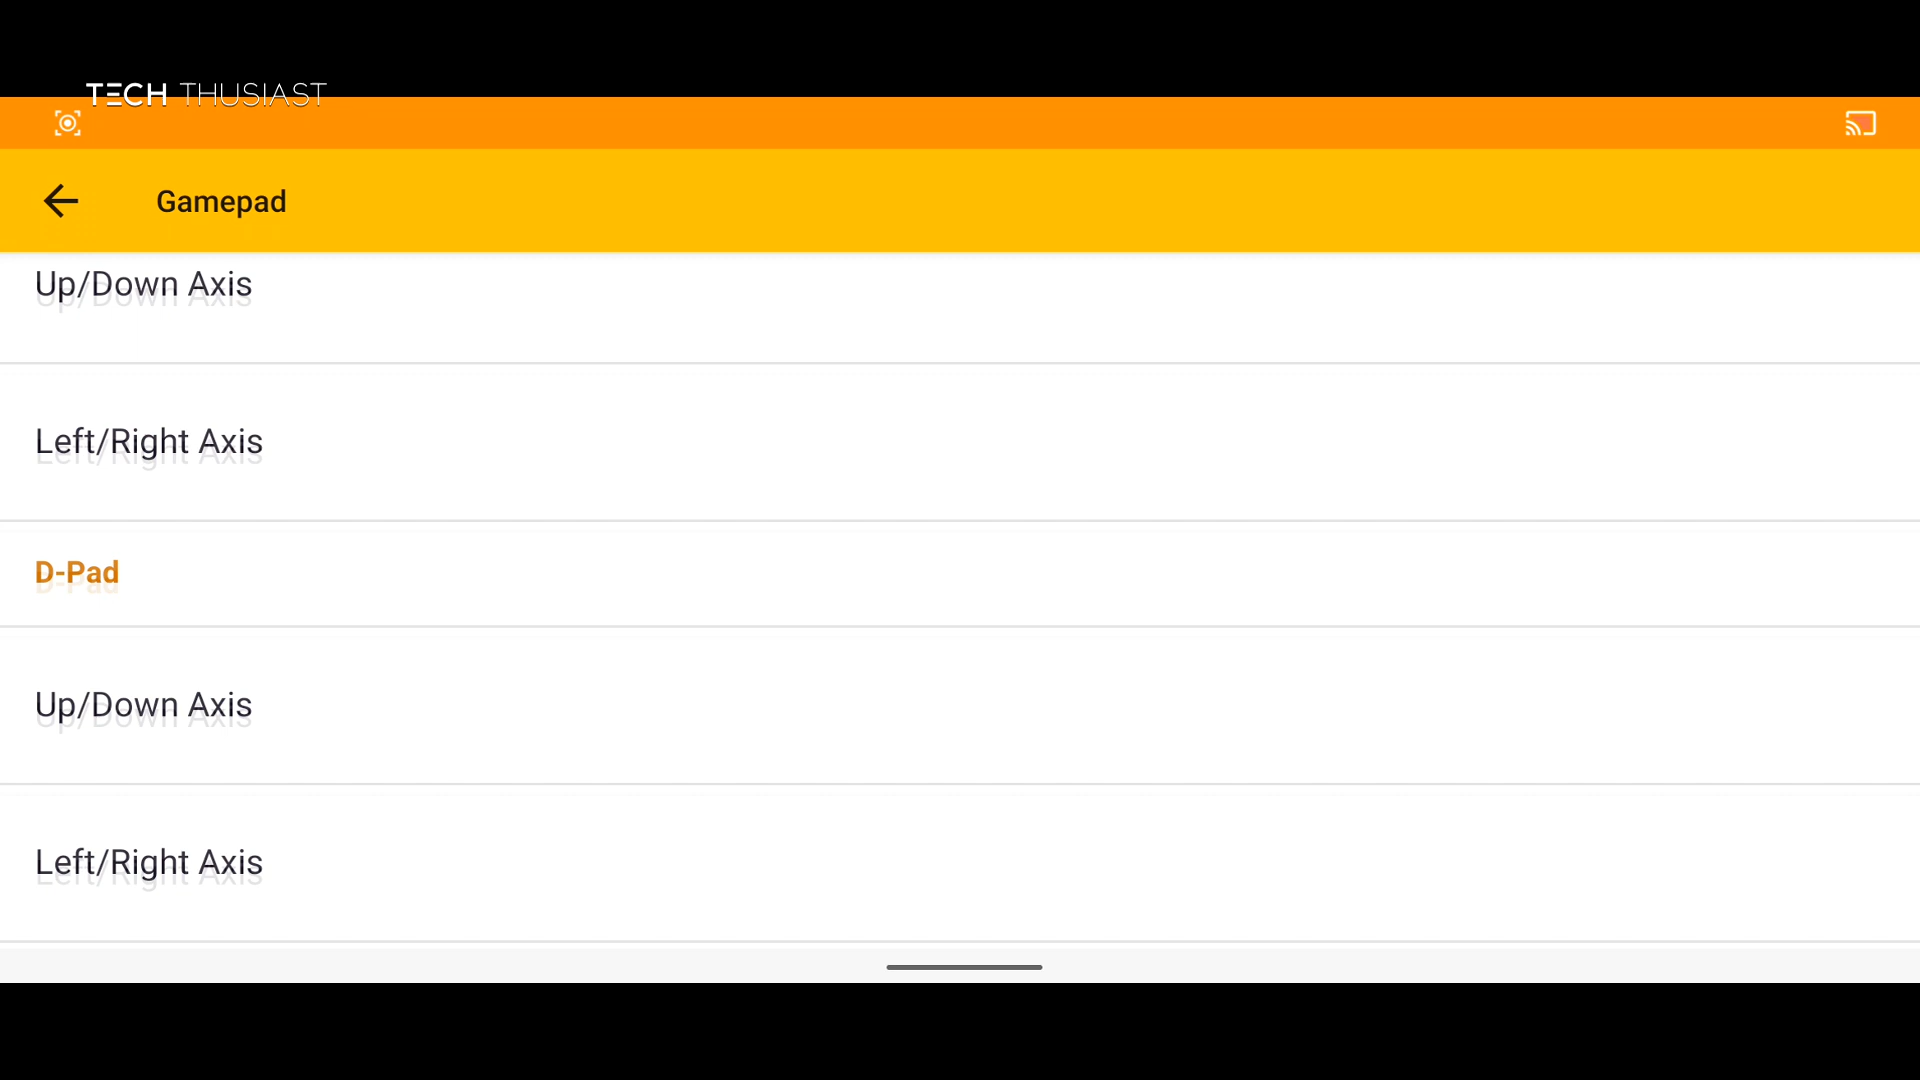 TECH THUSIAST
Gamepad
Up/Down Axis
Left/Right Axis
D-Pad
Up/Down Axis
Left/Right Axis